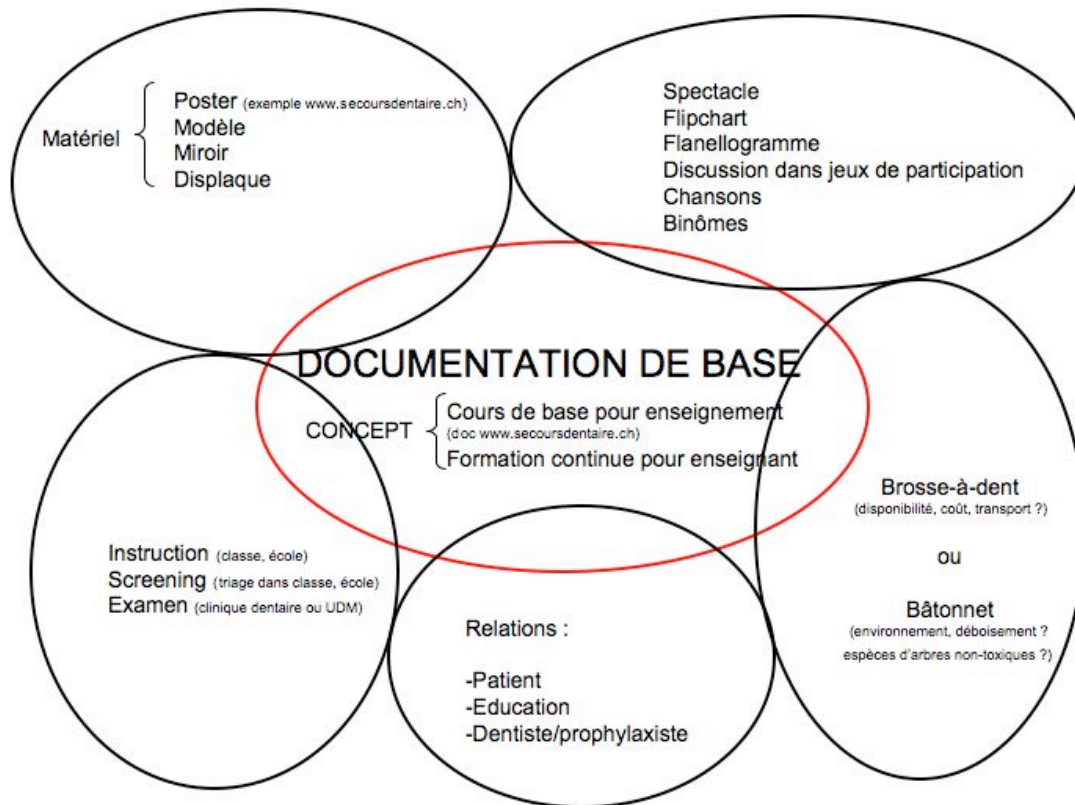 Matériel
Poster (exemple www.secoursdentaire.ch)
Modèle
Miroir
Displaque
Spectacle
Flipchart
Flanellogramme
Discussion dans jeux de participation
Chansons
Binômes
DOCUMENTATION DE BASE
CONCEPT
Cours de base pour enseignement
(doc www.secoursdentaire.ch)
Formation continue pour enseignant
Instruction (classe, école)
Screening (triage dans classe, école)
Examen (clinique dentaire ou UDM)
Relations :
-Patient
-Education
-Dentiste/prophylaxiste
Brosse-à-dent
(disponibilité, coût, transport ?)
ou
Bâtonnet
(environnement, déboisement ?
espèces d'arbres non-toxiques ?)